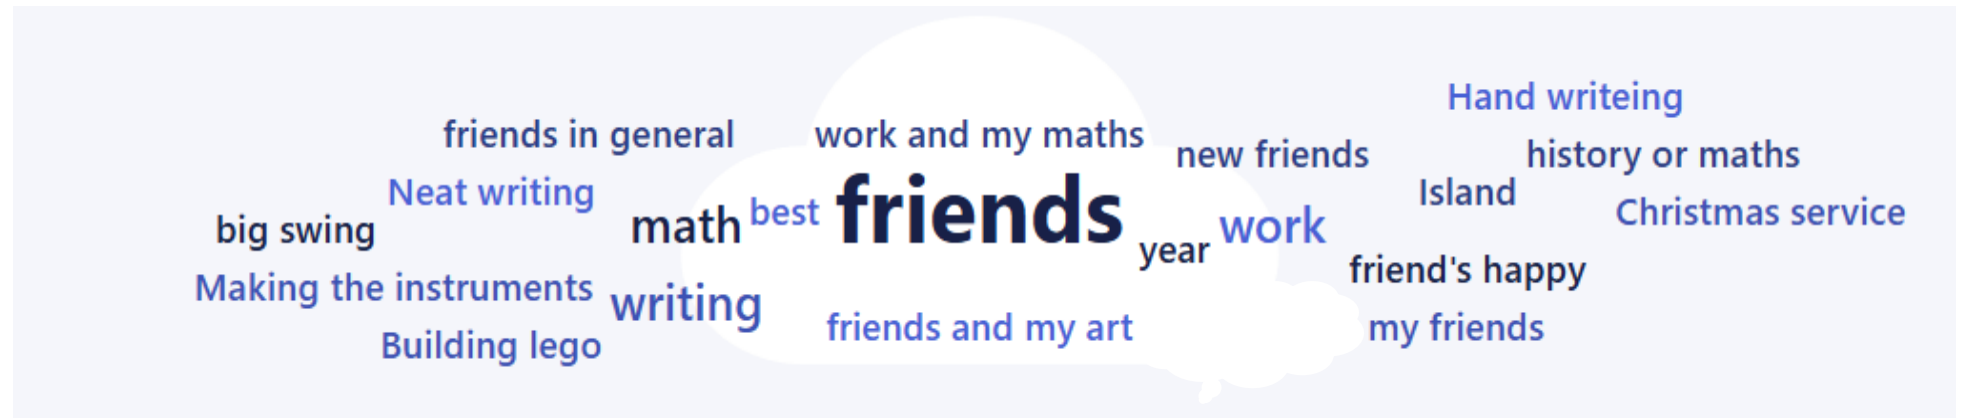 Hand writeing
friends in general
work and my maths
new friends
history or maths
Neat writing
Island
best
friends
Christmas service
big swing
math
work
year
friend's happy
Making the instruments
writing
friends and my art
my friends
Building lego